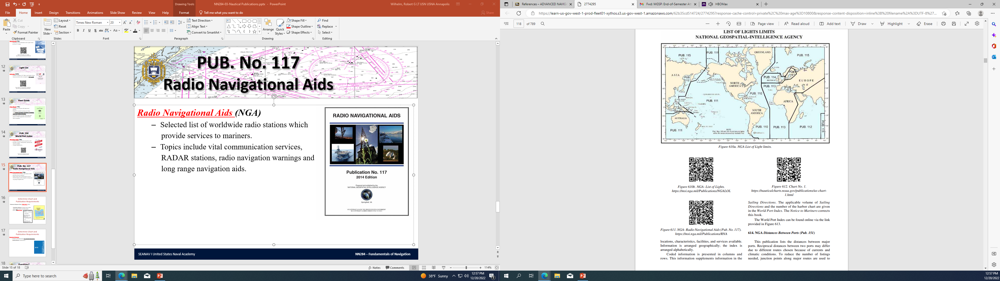 Drawing Tools
NN284-03-Nautical Publications.pptx - PowerPoint
Wilhelm, Robert G LT USN USNA Annapolis
File
Home
Insert
Design
Transitions
Animations
Slide Show
Review
View
Help
Format
Tell me what you want to do
Share
Paste
Cut
Copy
Format Painter
Clipboard
New
Slide
Layout
Reset
Section
Slides
Times New Roman
20
Font
Text Direction
Align Text
Convert to SmartArt
Paragraph
Arrange
Quick
Styles
Shape Fill
Shape Outline
Shape Effects
Drawing
Find
Replace
Select
Editing
12
Light List
13
Fleet Guide
14
PUB. 150
World Port Index
15
PUB. No. 117
Radio Navigational Aids
16
Determine Chart and
Publication Requirements
17
Determine Chart and
Publication Requirements
18
Questions?
PUB. No. 117
Radio Navigational Aids
Radio Navigational Aids (NGA)
– Selected list of worldwide radio stations which
provide services to mariners.
– Topics include vital communication services,
RADAR stations, radio navigation warnings and
long range navigation aids.
RADIO NAVIGATIONAL AIDS
Publication No. 117
2014 Edition
Prepared and published by the
NATIONAL GEOSPATIAL-INTELLIGENCE AGENCY
Springfield, VA
SEANAV I United States Naval Academy
NN284 – Fundamentals of Navigation
Slide 15 of 18
Notes
Comments
114%
Type here to search
38°F Sunny
12:57 PM
12/20/2022
References – ADVANCED NAVIG
2774295
Fwd: MGSP: End-of-Semester At
HBOMax
https://learn-us-gov-west-1-prod-fleet01-xythos.s3.us-gov-west-1.amazonaws.com/62b35cd514724/2774295?response-cache-control=private%2C%20max-age%3D10800&response-content-disposition=inline%3B%20filename%2A%3DUTF-8%27...
118
of 789
Page view
Read aloud
Add text
Draw
Highlight
Erase
LIST OF LIGHTS LIMITS
NATIONAL GEOSPATIAL-INTELLIGENCE AGENCY
PUB. 115
PUB. 111
GREENLAND
PUB. 115
ASIA
PUB. 112
NORTH
AMERICA
PUB. 114
PUB. 116
EUROPE
PUB. 113
PUB. 110
PUB. 111
AFRICA
SOUTH
AMERICA
AUSTRALIA
PUB. 111
NOTE
PUB. 110
PUB. 113
PUB. 112
PUB. 111
Figure 610a. NGA List of Light limits.
Figure 610b. NGA- List of Lights.
https://msi.nga.mil/Publications/NGALOL
Figure 611. NGA- Radio Navigational Aids (Pub. No. 117).
https://msi.nga.mil/Publications/RNA
locations, characteristics, facilities, and services available.
Information is arranged geographically; the index is
arranged alphabetically.
Coded information is presented in columns and
rows. This information supplements information in the
Figure 612. Chart No. 1.
https://nauticalcharts.noaa.gov/publications/us-chart-
1.html
Sailing Directions. The applicable volume of Sailing
Directions and the number of the harbor chart are given
in the World Port Index. The Notice to Mariners corrects
this book.
The World Port Index can be found online via the link
provided in Figure 613.
614. NGA Distances Between Ports (Pub. 151)
This publication lists the distances between major
ports. Reciprocal distances between two ports may differ
due to different routes chosen because of currents and
climatic conditions. To reduce the number of listings
needed, junction points along major routes are used to
12:57 PM
12/20/2022